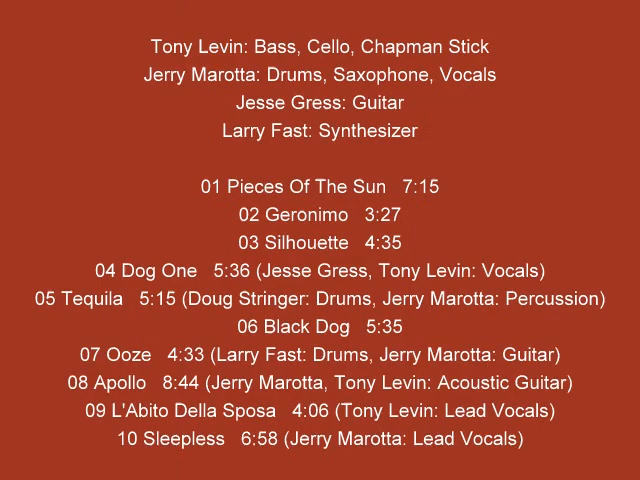 Tony Levin: Bass, Cello, Chapman Stick
Jerry Marotta: Drums, Saxophone, Vocals
Jesse Gress: Guitar
Larry Fast: Synthesizer
01 Pieces Of The Sun   7:15
02 Geronimo   3:27
03 Silhouette   4:35
04 Dog One   5:36 (Jesse Gress, Tony Levin: Vocals)
05 Tequila   5:15 (Doug Stringer: Drums, Jerry Marotta: Percussion)
06 Black Dog   5:35
07 Ooze   4:33 (Larry Fast: Drums, Jerry Marotta: Guitar)
08 Apollo   8:44 (Jerry Marotta, Tony Levin: Acoustic Guitar)
09 L'Abito Della Sposa   4:06 (Tony Levin: Lead Vocals)
10 Sleepless   6:58 (Jerry Marotta: Lead Vocals)